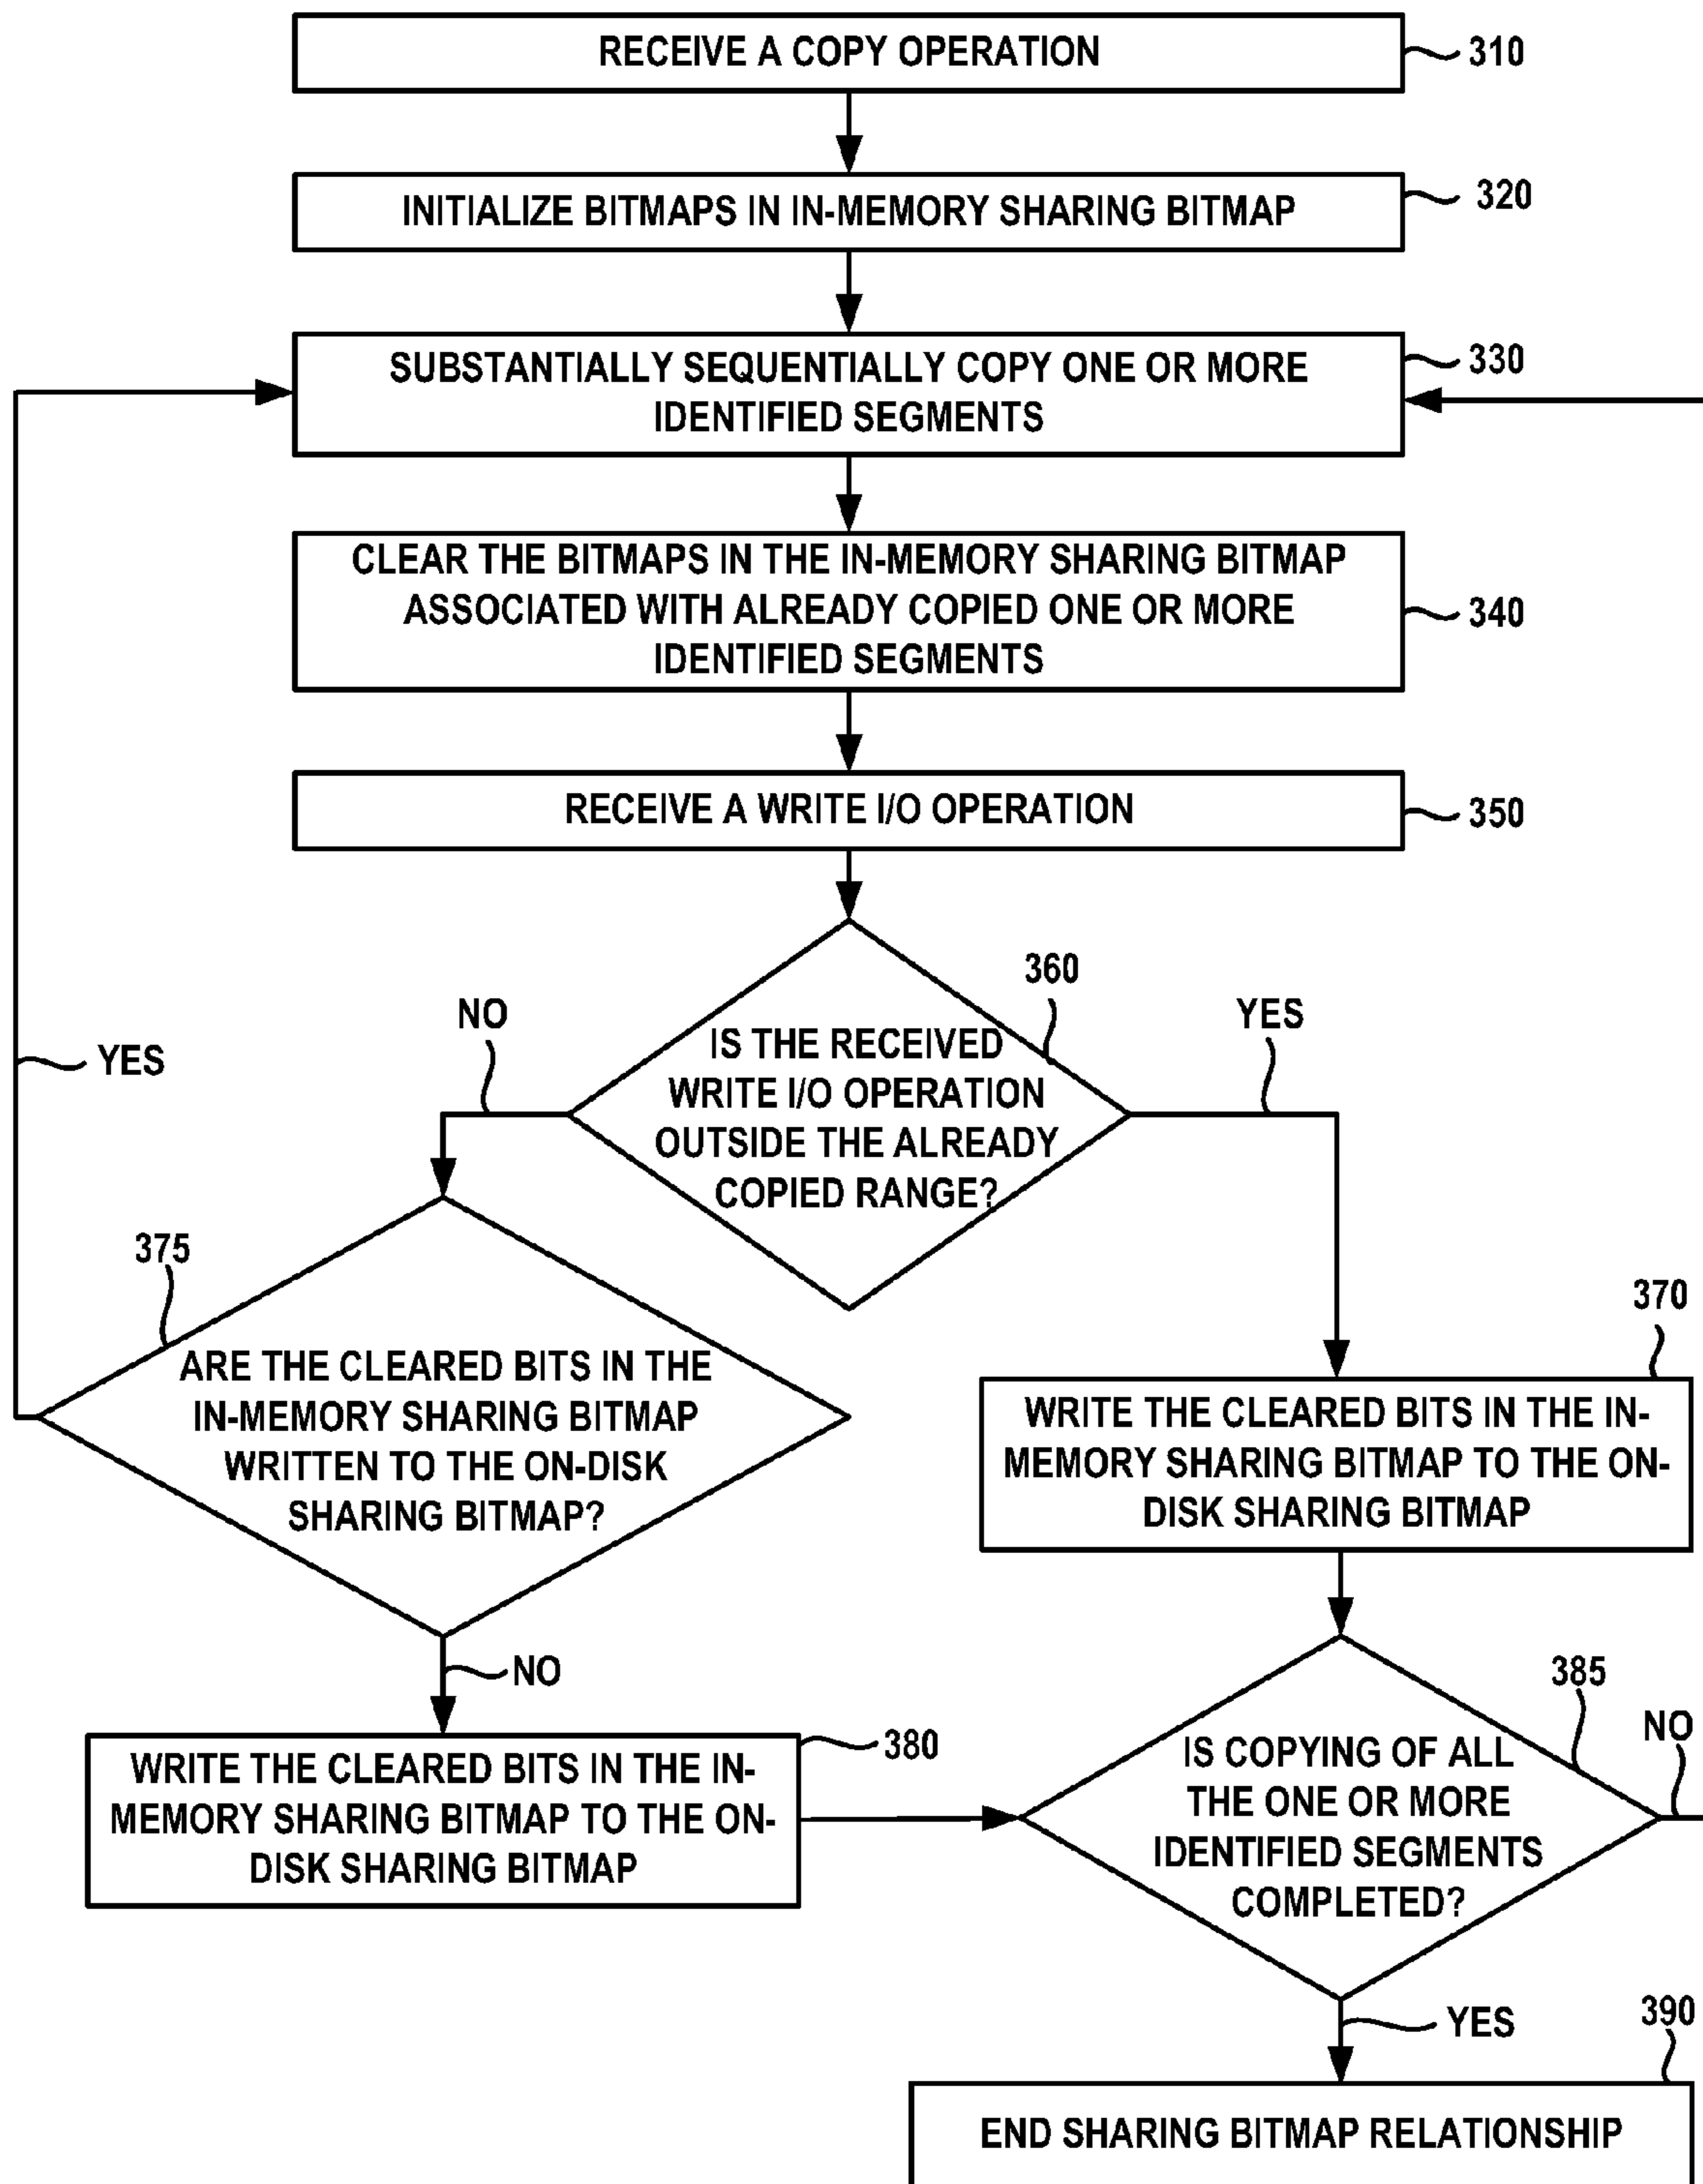 RECEIVE A COPY OPERATION
310
INITIALIZE BITMAPS IN IN-MEMORY SHARING BITMAP
320
SUBSTANTIALLY SEQUENTIALLY COPY ONE OR MORE
IDENTIFIED SEGMENTS
330
CLEAR THE BITMAPS IN THE IN-MEMORY SHARING BITMAP
ASSOCIATED WITH ALREADY COPIED ONE OR MORE
IDENTIFIED SEGMENTS
340
RECEIVE A WRITE I/O OPERATION
350
360
IS THE RECEIVED
WRITE I/O OPERATION
OUTSIDE THE ALREADY
COPIED RANGE?
NO
YES
YES
375
ARE THE CLEARED BITS IN THE
IN-MEMORY SHARING BITMAP
WRITTEN TO THE ON-DISK
SHARING BITMAP?
370
WRITE THE CLEARED BITS IN THE IN-
MEMORY SHARING BITMAP TO THE ON-
DISK SHARING BITMAP
NO
WRITE THE CLEARED BITS IN THE IN-
MEMORY SHARING BITMAP TO THE ON-
DISK SHARING BITMAP
380
385
IS COPYING OF ALL
THE ONE OR MORE
IDENTIFIED SEGMENTS
COMPLETED?
NO
YES
390
END SHARING BITMAP RELATIONSHIP